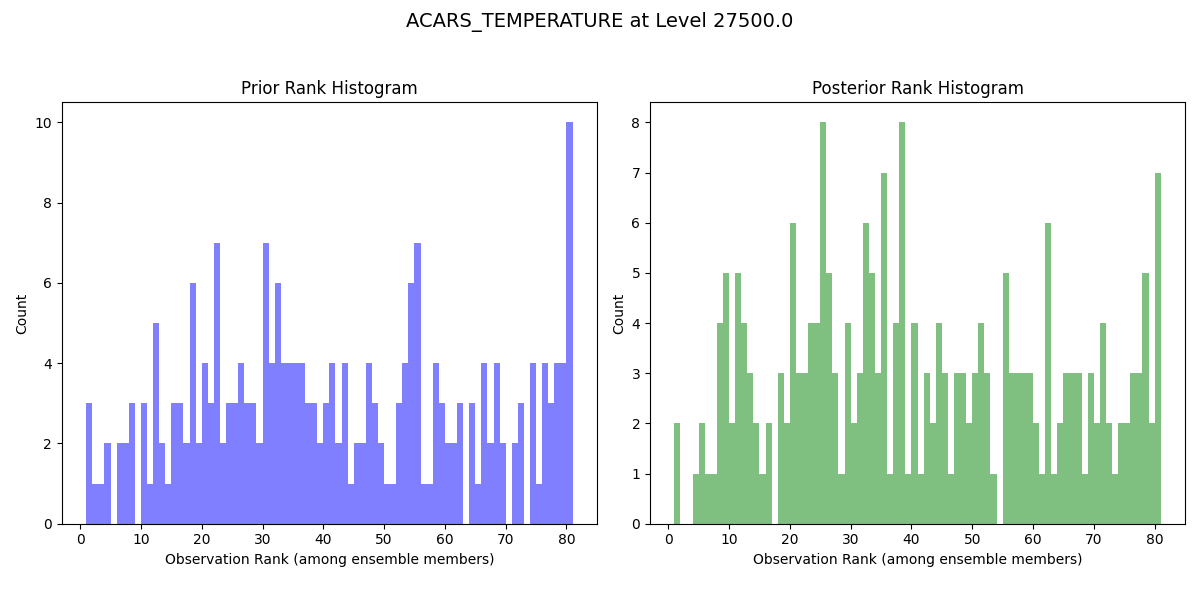 ACARS_TEMPERATURE at Level 27500.0
Prior Rank Histogram
Count
10
8
6
4
2
0
0 10 20 30 40 50 60 70 80
Observation Rank (among ensemble members)
Posterior Rank Histogram
Count
8
7
6
5
4
3
2
1
0
0 10 20 30 40 50 60 70 80
Observation Rank (among ensemble members)